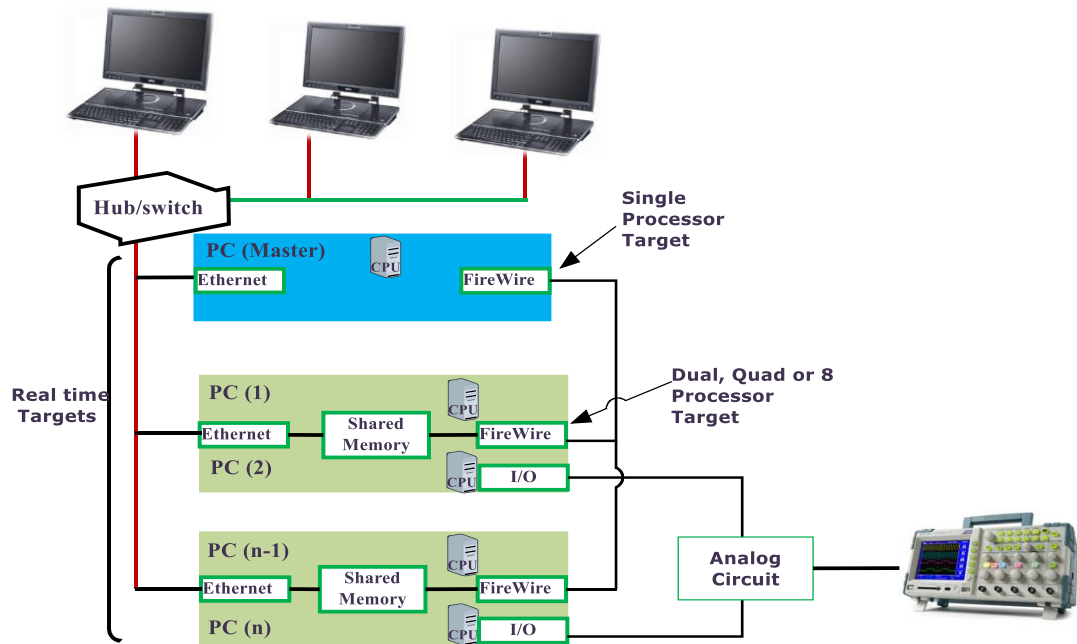 Hub/switch
Single
Processor
Target
PC (Master)
CPU
Ethernet
FireWire
Real time
Targets
Dual, Quad or 8
Processor
Target
PC (1)
CPU
Ethernet
Shared
Memory
FireWire
PC (2)
CPU
I/O
PC (n-1)
CPU
Ethernet
Shared
Memory
FireWire
PC (n)
CPU
I/O
Analog
Circuit